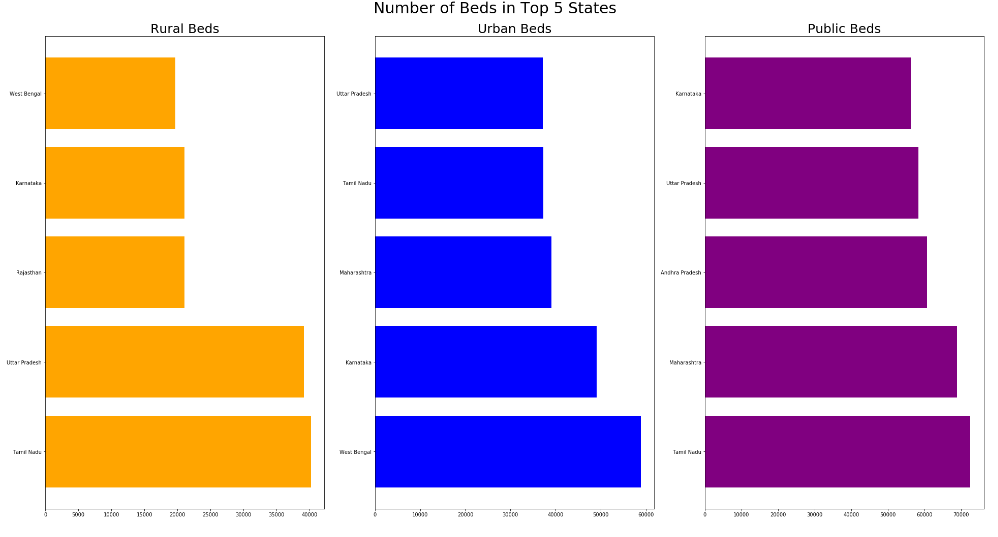 Number of Beds in Top 5 States
Rural Beds
West Bengal
Karnataka
Rajasthan
Uttar Pradesh
Tamil Nadu
0 5000 10000 15000 20000 25000 30000 35000 40000
Urban Beds
Uttar Pradesh
Tamil Nadu
Maharashtra
Karnataka
West Bengal
0 10000 20000 30000 40000 50000 60000
Public Beds
Karnataka
Uttar Pradesh
Andhra Pradesh
Maharashtra
Tamil Nadu
0 10000 20000 30000 40000 50000 60000 70000